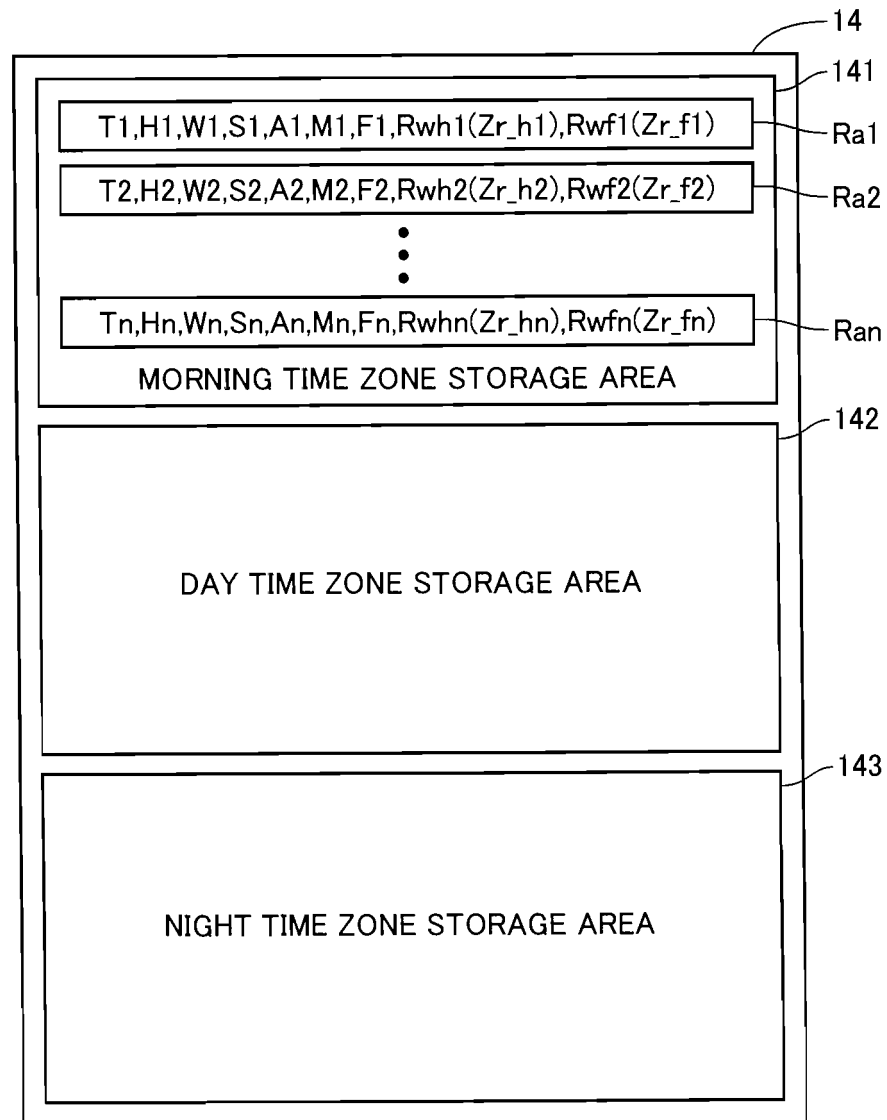 14
141
T1,H1,W1,S1,A1,M1,F1,Rwh1(Zr_h1),Rwf1(Zr_f1)
Ra1
T2,H2,W2,S2,A2,M2,F2,Rwh2(Zr_h2),Rwf2(Zr_f2)
Ra2
Tn,Hn,Wn,Sn,An,Mn,Fn,Rwhn(Zr_hn),Rwfn(Zr_fn)
Ran
MORNING TIME ZONE STORAGE AREA
142
DAY TIME ZONE STORAGE AREA
143
NIGHT TIME ZONE STORAGE AREA